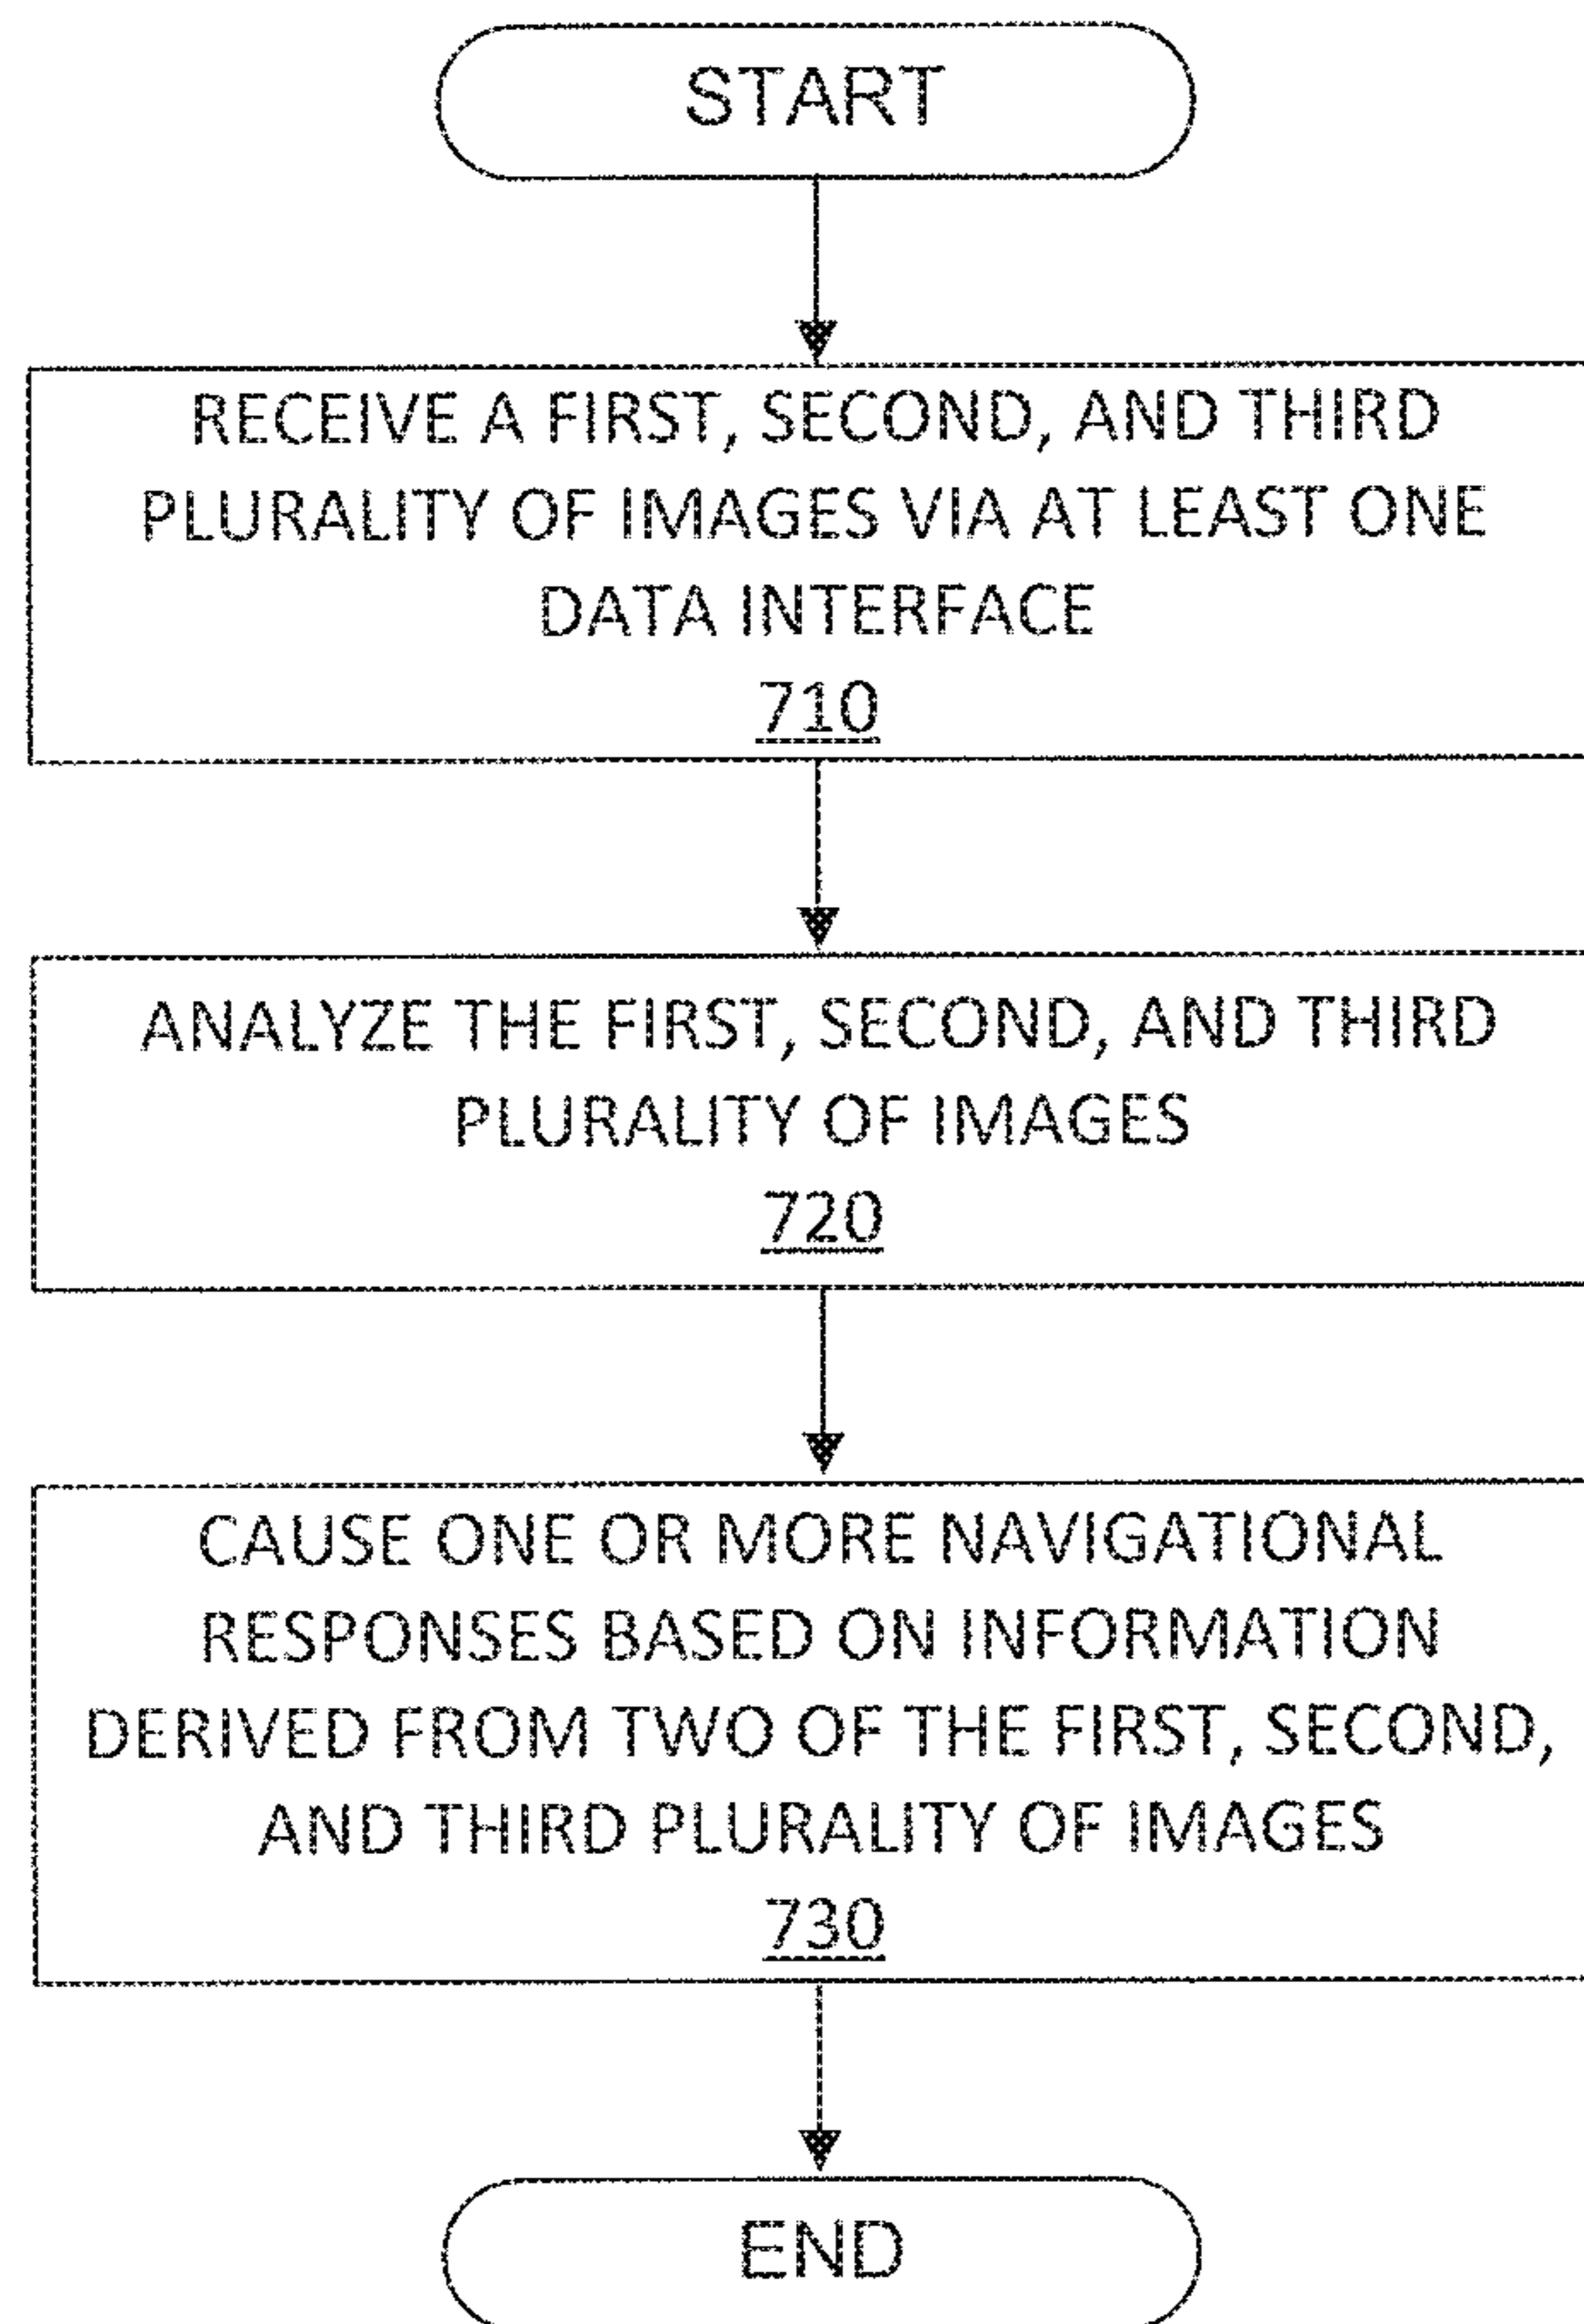 START
RECEIVE A FIRST, SECOND, AND THIRD
PLURALITY OF IMAGES VIA AT LEAST ONE
DATA INTERFACE
710
ANALYZE THE FIRST, SECOND, AND THIRD
PLURALITY OF IMAGES
720
CAUSE ONE OR MORE NAVIGATIONAL
RESPONSES BASED ON INFORMATION
DERIVED FROM TWO OF THE FIRST, SECOND,
AND THIRD PLURALITY OF IMAGES
730
END